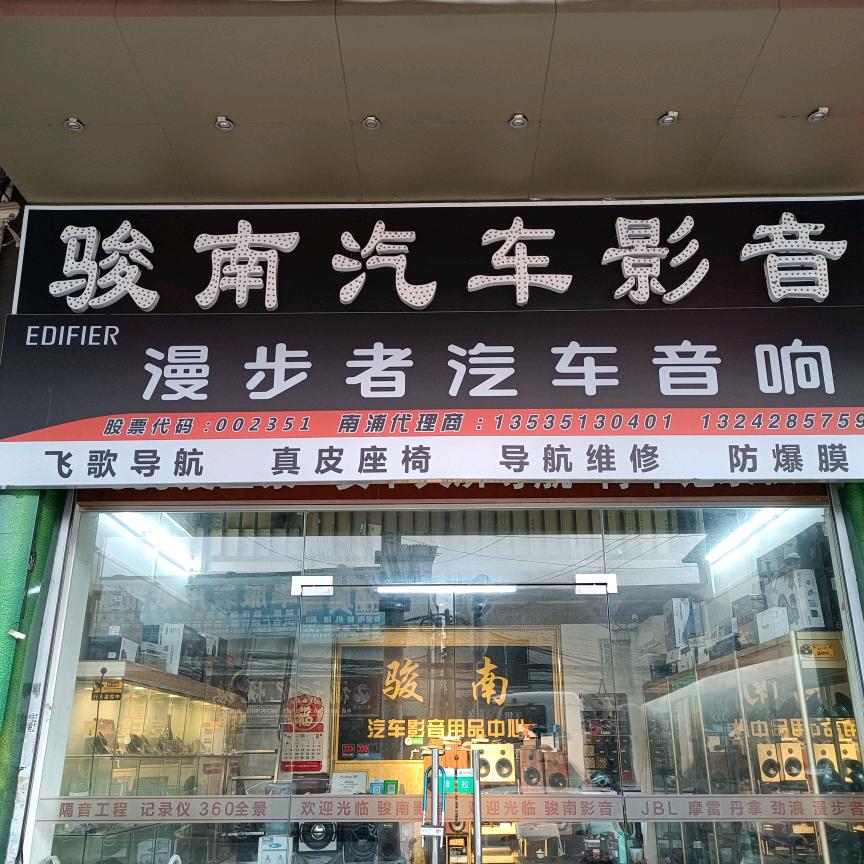 骏南汽车影音
EDIFIER
漫步者汽车音响
股票代码:002351 南浦代理商:13535130401 1324285759
飞歌导航 真皮座椅 导航维修 防爆膜
骏南
汽车影音用品中心
福
隔音工程 记录仪 360全景 欢迎光临 骏南影 迎光临 骏南影音 JBL 摩雷 丹拿 劲浪 漫步者